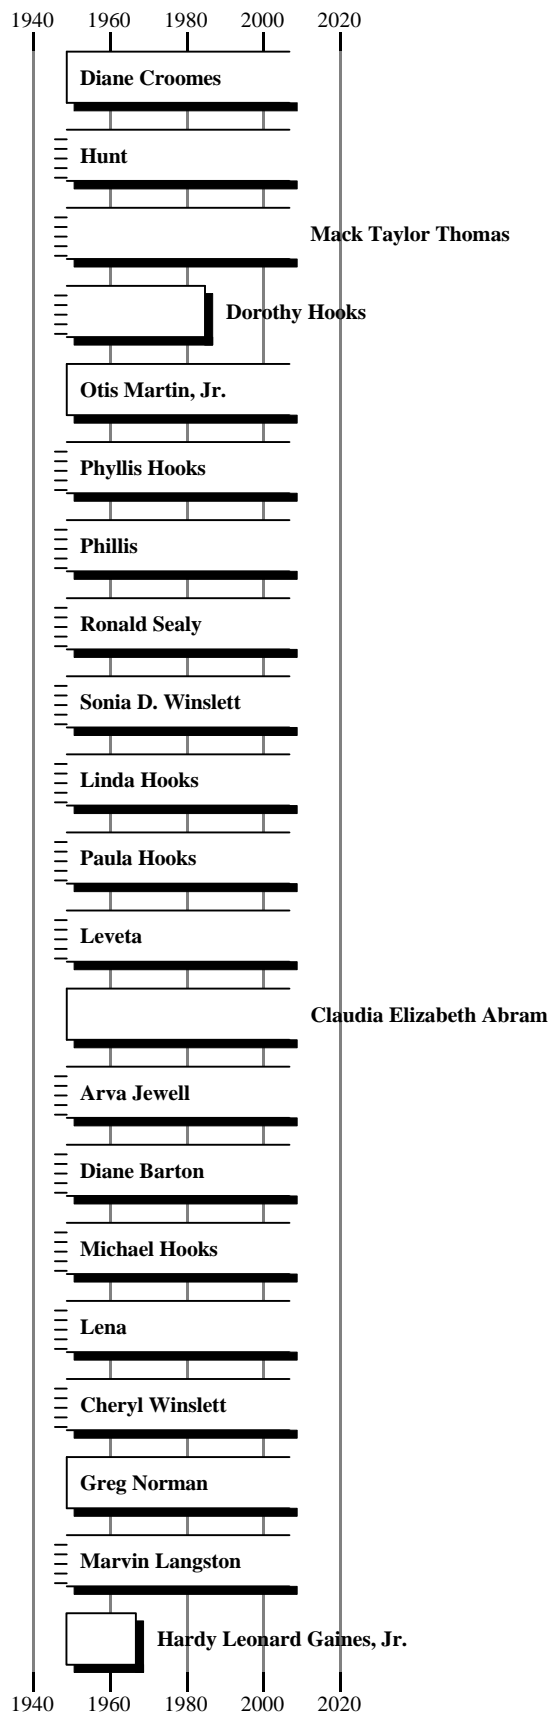 1940 1960 1980 2000 2020
Diane Croomes
Hunt
Mack Taylor Thomas
Dorothy Hooks
Otis Martin, Jr.
Phyllis Hooks
Phillis
Ronald Sealy
Sonia D. Winslett
Linda Hooks
Paula Hooks
Leveta
Claudia Elizabeth Abram
Arva Jewell
Diane Barton
Michael Hooks
Lena
Cheryl Winslett
Greg Norman
Marvin Langston
Hardy Leonard Gaines, Jr.
1940 1960 1980 2000 2020